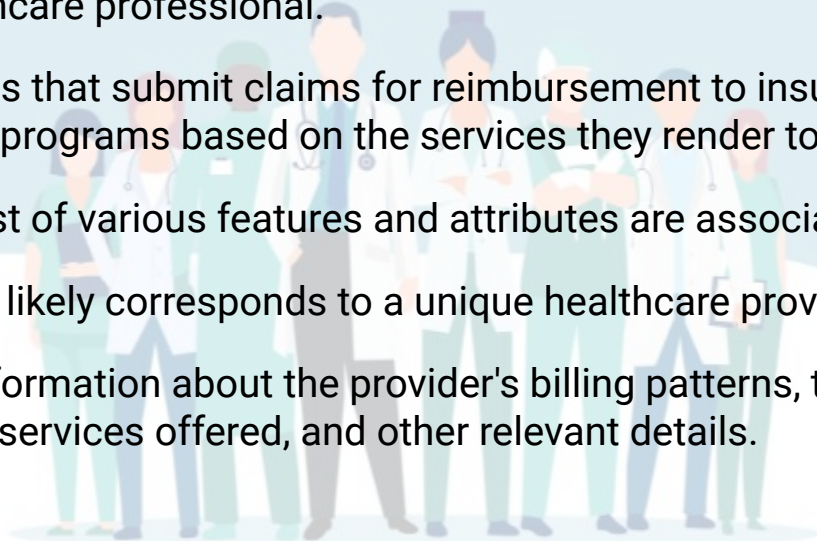 ncare professional.
s that submit claims for reimbursement to insu
programs based on the services they render to
st of various features and attributes are associa
likely corresponds to a unique healthcare prov
ormation about the provider's billing patterns, t
services offered, and other relevant details.